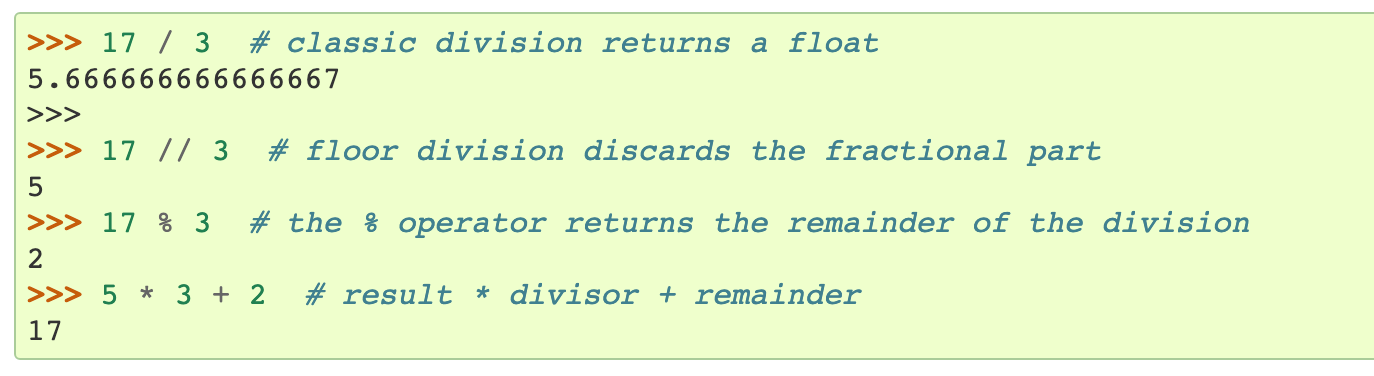 >>> 17 / 3  # classic division returns a float
5.666666666666667
>>>
>>> 17 // 3  # floor division discards the fractional part
5
>>> 17 % 3  # the % operator returns the remainder of the division
2
>>> 5 * 3 + 2  # result * divisor + remainder
17